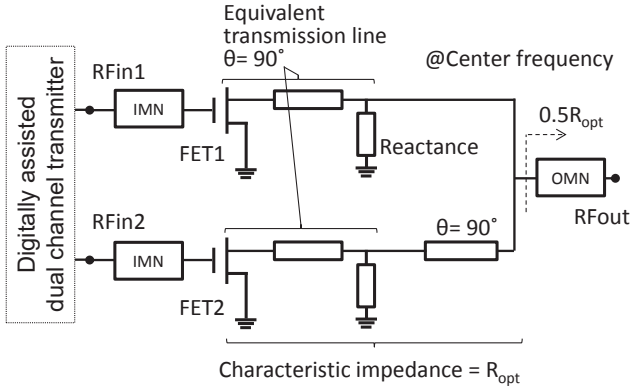 Equivalent
transmission line
θ= 90˚
@Center frequency
Digitally assisted
dual channel transmitter
RFin1
IMN
FET1
Reactance
0.5Ropt
OMN
RFout
RFin2
IMN
FET2
θ= 90˚
Characteristic impedance = Ropt